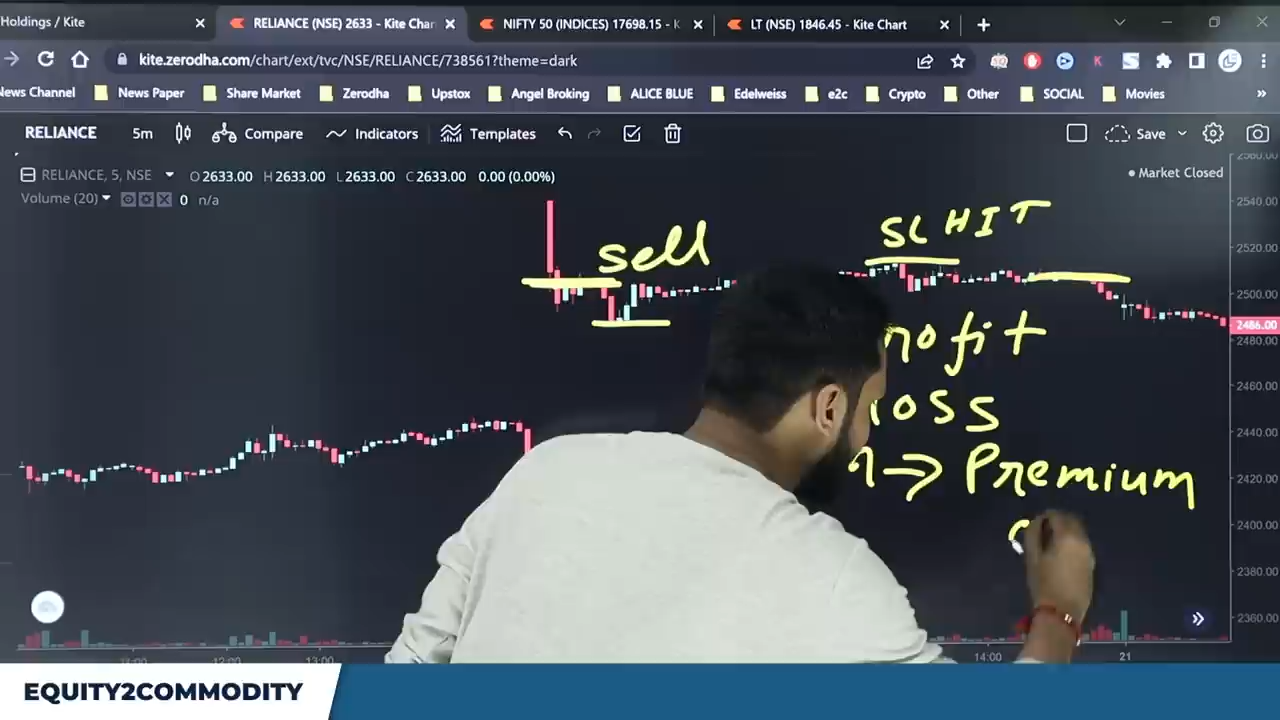 Holdings / Kite
RELIANCE (NSE) 2633 - Kite Char
NIFTY 50 (INDICES) 17698.15 - K
LT (NSE) 1846.45 - Kite Chart
kite.zerodha.com/chart/ext/tvc/NSE/RELIANCE/738561?theme=dark
News Channel
News Paper
Share Market
Zerodha
Upstox
Angel Broking
ALICE BLUE
Edelweiss
e2c
Crypto
Other
SOCIAL
Movies
RELIANCE 5m Compare Indicators Templates Save
RELIANCE, 5, NSE O 2633.00 H 2633.00 L 2633.00 C 2633.00 0.00 (0.00%)
Market Closed
Volume (20) 0 n/a
2560.00
2540.00
2520.00
2500.00
2486.00
2480.00
2460.00
2440.00
2420.00
2400.00
2380.00
2360.00
sell
SL HIT
rofit
loss
→ Premium
12:00 13:00 14:00 21
EQUITY2COMMODITY